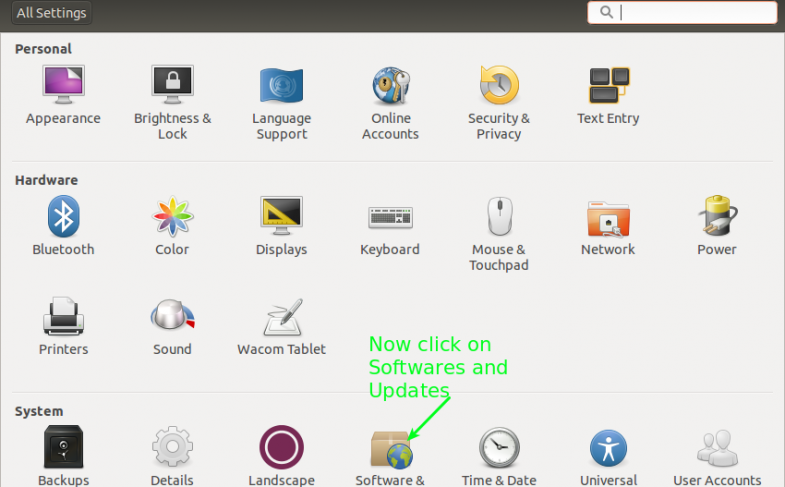 All Settings
Personal
Appearance
Brightness &
Lock
Language
Support
Online
Accounts
Security &
Privacy
Text Entry
Hardware
Bluetooth
Color
Displays
Keyboard
Mouse &
Touchpad
Network
Power
Printers
Sound
Wacom Tablet
Now click on
Softwares and
Updates
System
Backups
Details
Landscape
Software &
Time & Date
Universal
User Accounts